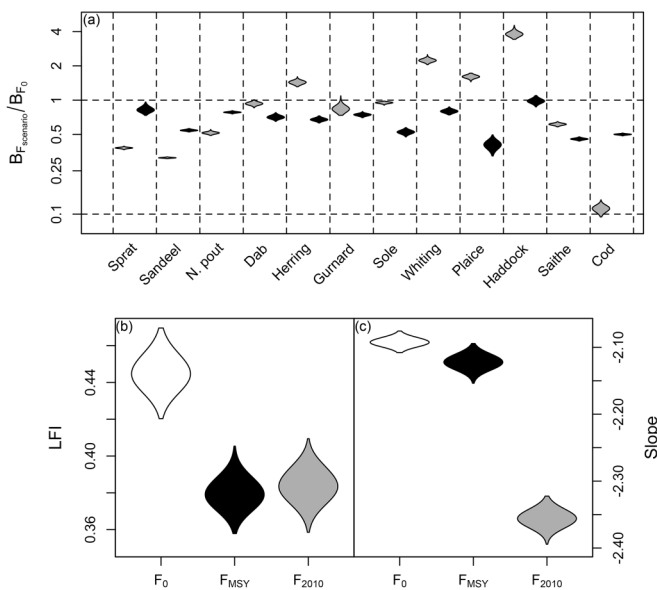 (a)
B_Fscenario/B_F0
4
2
1
0.5
0.25
0.1
Sprat
Sandeel
N. pout
Dab
Herring
Gurnard
Sole
Whiting
Plaice
Haddock
Saithe
Cod
(b)
LFI
0.44
0.40
0.36
F0 FMSY F2010
(c)
-2.10
-2.20
-2.30
-2.40
Slope
F0 FMSY F2010